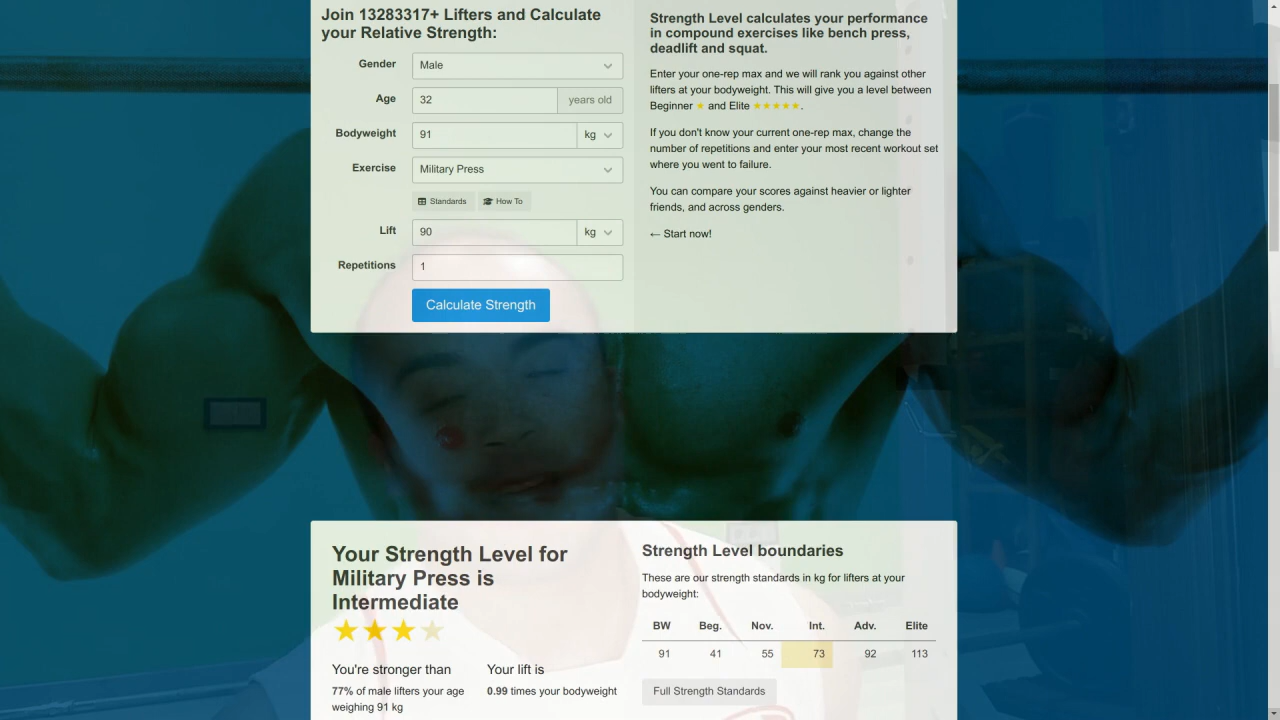 Join 13283317+ Lifters and Calculate
your Relative Strength:
Gender
Male
Age
32
years old
Bodyweight
91
kg
Exercise
Military Press
Standards
How To
Lift
90
kg
Repetitions
1
Calculate Strength
Strength Level calculates your performance
in compound exercises like bench press,
deadlift and squat.
Enter your one-rep max and we will rank you against other
lifters at your bodyweight. This will give you a level between
Beginner ★ and Elite ★★★★★.
If you don't know your current one-rep max, change the
number of repetitions and enter your most recent workout set
where you went to failure.
You can compare your scores against heavier or lighter
friends, and across genders.
← Start now!
Your Strength Level for
Military Press is
Intermediate
You're stronger than
77% of male lifters your age
weighing 91 kg
Your lift is
0.99 times your bodyweight
Strength Level boundaries
These are our strength standards in kg for lifters at your
bodyweight:
BW Beg. Nov. Int. Adv. Elite
91 41 55 73 92 113
Full Strength Standards